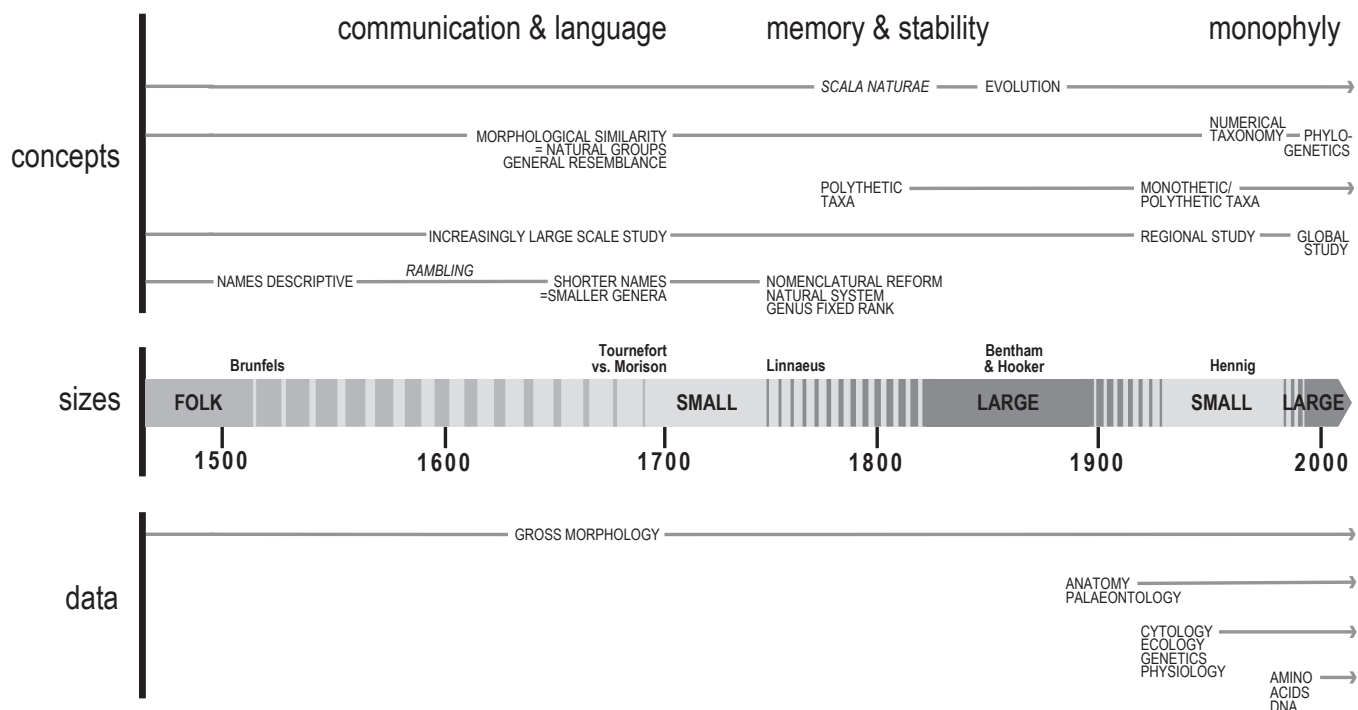 communication & language
memory & stability
monophyly
concepts
SCALA NATURAE
EVOLUTION
MORPHOLOGICAL SIMILARITY
= NATURAL GROUPS
GENERAL RESEMBLANCE
NUMERICAL
TAXONOMY
PHYLO-
GENETICS
POLYTHETIC
TAXA
MONOTHETIC/
POLYTHETIC TAXA
INCREASINGLY LARGE SCALE STUDY
REGIONAL STUDY
GLOBAL
STUDY
NAMES DESCRIPTIVE
RAMBLING
SHORTER NAMES
=SMALLER GENERA
NOMENCLATURAL REFORM
NATURAL SYSTEM
GENUS FIXED RANK
sizes
Brunfels
Tournefort
vs. Morison
Linnaeus
Bentham
& Hooker
Hennig
FOLK
SMALL
LARGE
SMALL
LARGE
1500
1600
1700
1800
1900
2000
data
GROSS MORPHOLOGY
ANATOMY
PALAEONTOLOGY
CYTOLOGY
ECOLOGY
GENETICS
PHYSIOLOGY
AMINO
ACIDS
DNA